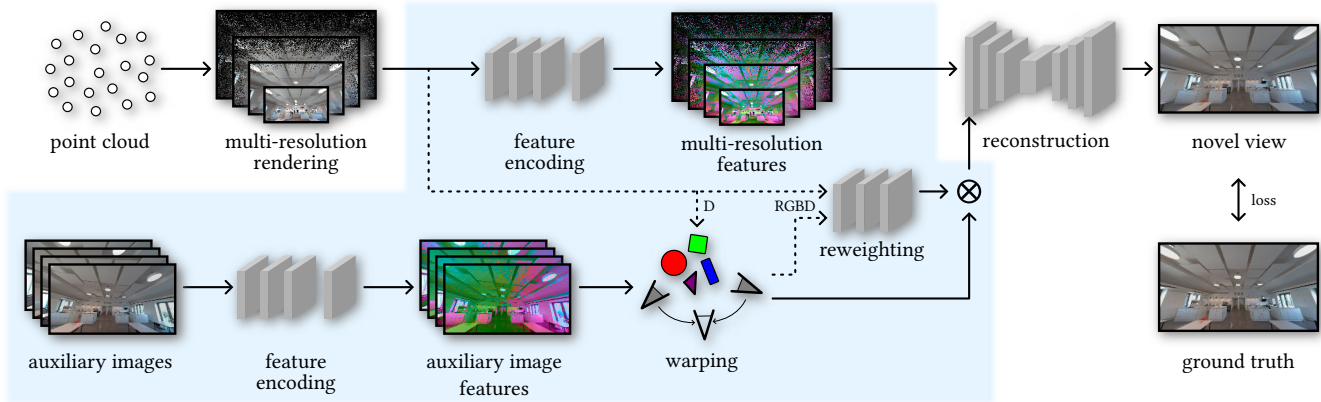 point cloud
multi-resolution
rendering
feature
encoding
multi-resolution
features
reconstruction
novel view
D
RGBD
reweighting
loss
auxiliary images
feature
encoding
auxiliary image
features
warping
ground truth